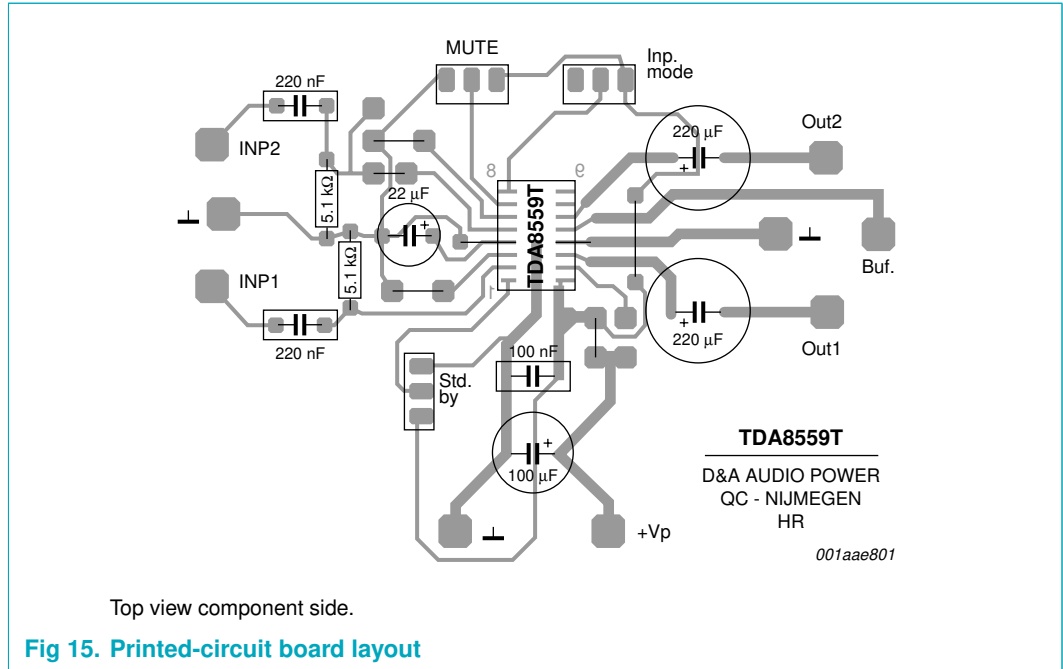 MUTE
Inp.
mode
220 nF
220 µF
Out2
INP2
8
9
5.1 kΩ
22 µF
+
+
TDA8559T
5.1 kΩ
INP1
1
Buf.
220 nF
+
220 µF
Out1
100 nF
Std.
by
+
100 µF
+Vp
TDA8559T
D&A AUDIO POWER
QC - NIJMEGEN
HR
001aae801
Top view component side.
Fig 15. Printed-circuit board layout